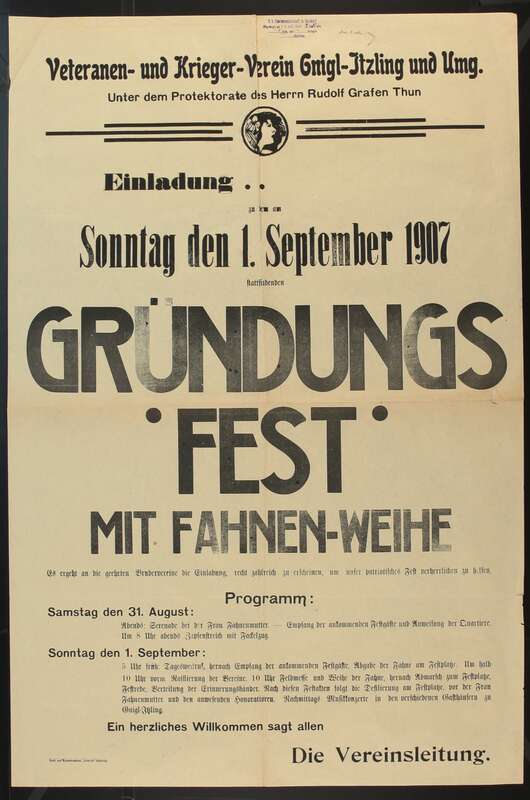 Veteranen- und Krieger-Verein Gnigl-Itzling und Umg.
Unter dem Protektorate des Herrn Rudolf Grafen Thun
Einladung . .
zu dem am
Sonntag den 1. September 1907
stattfindenden
GRÜNDUNGS
• FEST •
MIT FAHNEN-WEIHE
Es ergeht an die geehrten Brudervereine die Einladung, recht zahlreich zu erscheinen, um unser patriotisches Fest verherrlichen zu helfen.
Programm:
Samstag den 31. August:
Abends: Serenade bei der Frau Fahnenmutter. — Empfang der ankommenden Festgäste und Anweisung der Quartiere.
Um 8 Uhr abends Zapfenstreich mit Fackelzug.
Sonntag den 1. September:
5 Uhr früh: Tagesweckruf, hernach Empfang der ankommenden Festgäste, Abgabe der Fahne am Festplatze. Um halb
10 Uhr vorm. Rallierung der Vereine. 10 Uhr Feldmesse und Weihe der Fahne, hernach Abmarsch zum Festplatze,
Festrede, Verteilung der Erinnerungsbänder. Nach diesen Festakten folgt die Defilierung am Festplatze, vor der Frau
Fahnenmutter und den anwesenden Honoratioren. Nachmittags Musikkonzerte in den verschiedenen Gasthäusern zu
Gnigl-Itzling.
Ein herzliches Willkommen sagt allen
Die Vereinsleitung.